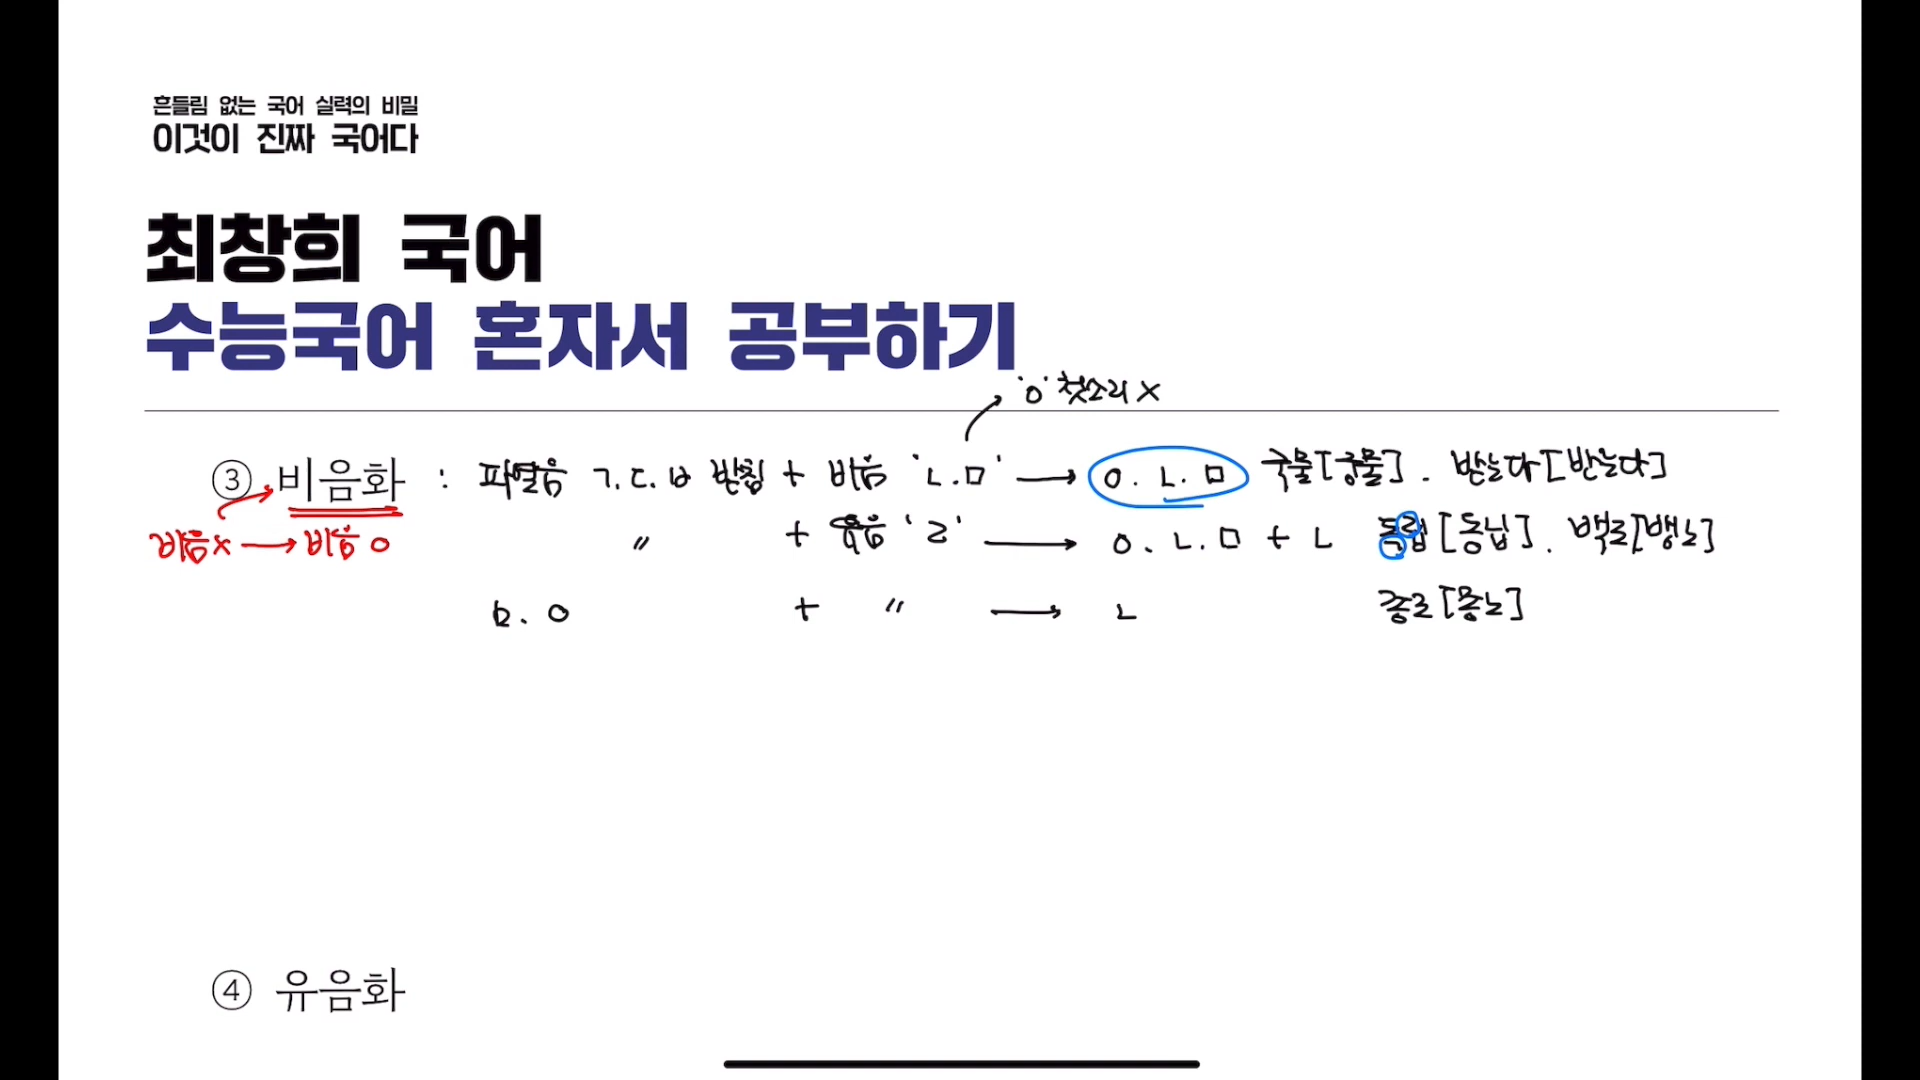 흔들림 없는 국어 실력의 비밀
이것이 진짜 국어다
최창희 국어
수능국어 혼자서 공부하기
'ㅇ' 첫소리 X
③ 비음화 : 파열음 ㄱ.ㄷ.ㅂ 받침 + 비음 'ㄴ.ㅁ' → ㅇ.ㄴ.ㅁ 국물[궁물]. 받는다[반는다]
비음X → 비음 O
〃 + 유음 'ㄹ' → ㅇ.ㄴ.ㅁ + ㄴ 독립[동닙]. 백로[뱅노]
ㅁ.ㅇ + 〃 → ㄴ 종로[종노]
④ 유음화